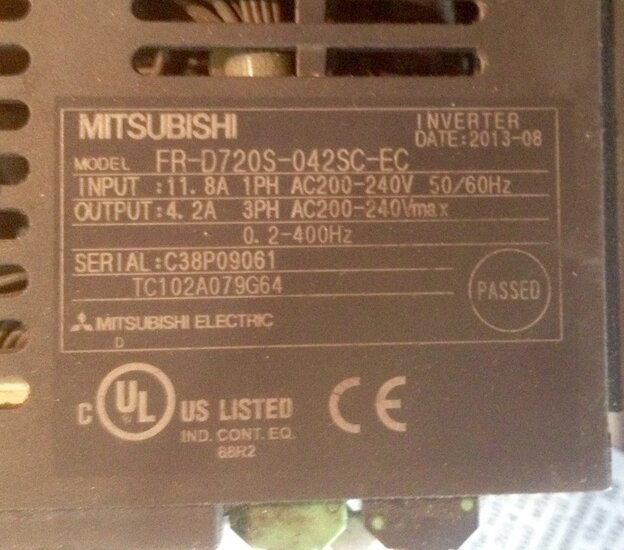 MITSUBISHI
INVERTER
DATE:2013-08
MODEL FR-D720S-042SC-EC
INPUT :11.8A 1PH AC200-240V 50/60Hz
OUTPUT:4.2A 3PH AC200-240Vmax
0.2-400Hz
SERIAL:C38P09061
TC102A079G64
PASSED
MITSUBISHI ELECTRIC
D
C UL US LISTED
IND. CONT. EQ.
68R2
CE